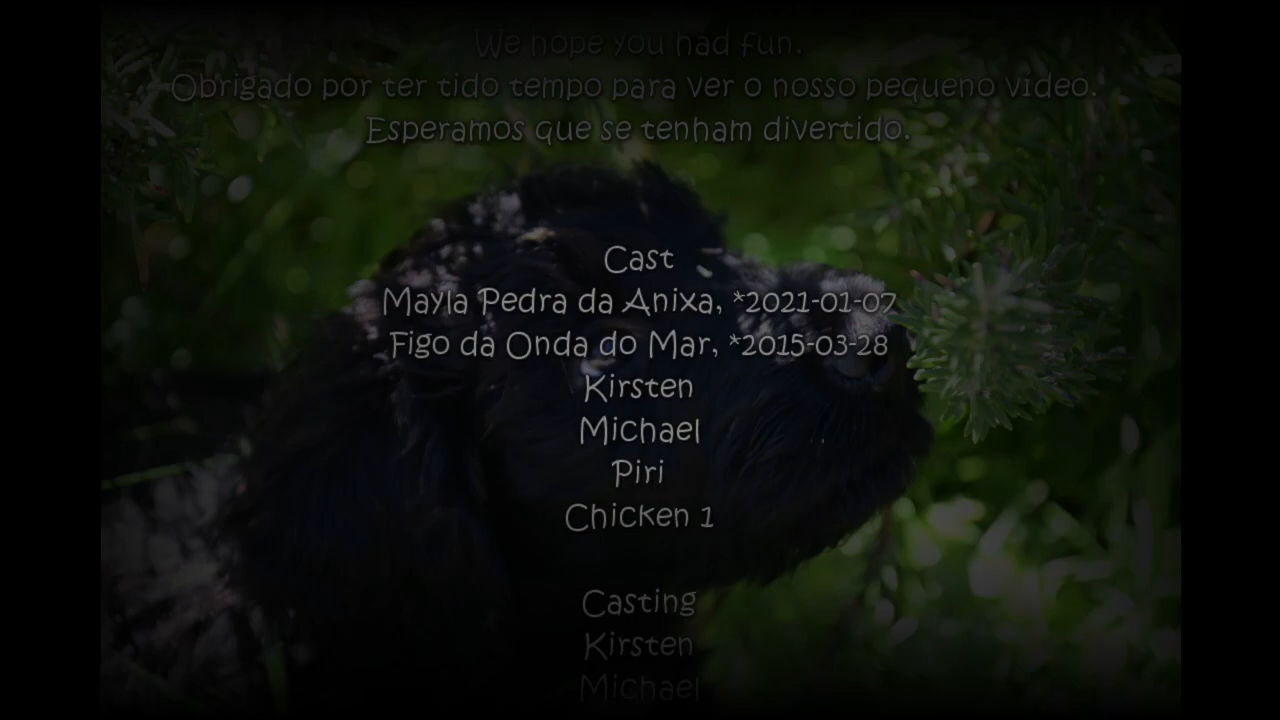 We hope you had fun.
Obrigado por ter tido tempo para ver o nosso pequeno video.
Esperamos que se tenham divertido.
Cast
Mayla Pedra da Anixa, *2021-01-07
Figo da Onda do Mar, *2015-03-28
Kirsten
Michael
Piri
Chicken 1
Casting
Kirsten
Michael